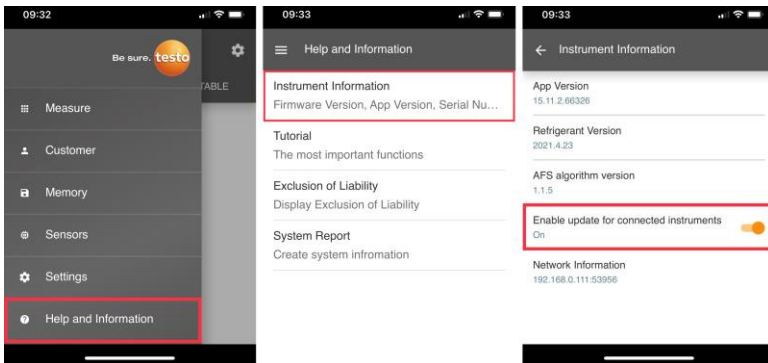 09:32
Be sure. testo
TABLE
Measure
Customer
Memory
Sensors
Settings
Help and Information
09:33
Help and Information
Instrument Information
Firmware Version, App Version, Serial Nu...
Tutorial
The most important functions
Exclusion of Liability
Display Exclusion of Liability
System Report
Create system infromation
09:33
Instrument Information
App Version
15.11.2.66326
Refrigerant Version
2021.4.23
AFS algorithm version
1.1.5
Enable update for connected instruments
On
Network Information
192.168.0.111:53956